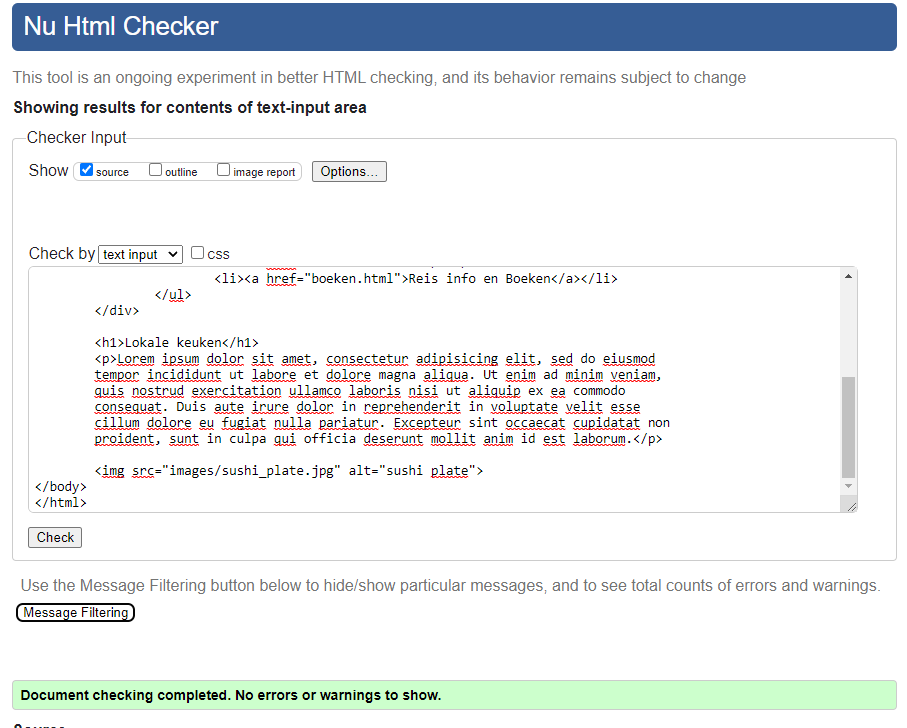 Nu Html Checker
This tool is an ongoing experiment in better HTML checking, and its behavior remains subject to change
Showing results for contents of text-input area
Checker Input
Show source outline image report Options...
Check by text input css
<li><a href="boeken.html">Reis info en Boeken</a></li>
</ul>
</div>
<h1>Lokale keuken</h1>
<p>Lorem ipsum dolor sit amet, consectetur adipisicing elit, sed do eiusmod
tempor incididunt ut labore et dolore magna aliqua. Ut enim ad minim veniam,
quis nostrud exercitation ullamco laboris nisi ut aliquip ex ea commodo
consequat. Duis aute irure dolor in reprehenderit in voluptate velit esse
cillum dolore eu fugiat nulla pariatur. Excepteur sint occaecat cupidatat non
proident, sunt in culpa qui officia deserunt mollit anim id est laborum.</p>
<img src="images/sushi_plate.jpg" alt="sushi plate">
</body>
</html>
Check
Use the Message Filtering button below to hide/show particular messages, and to see total counts of errors and warnings.
Message Filtering
Document checking completed. No errors or warnings to show.